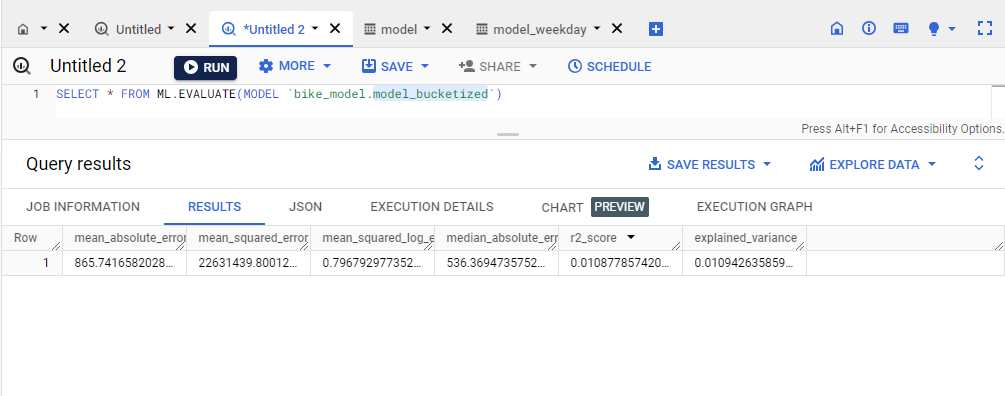 Untitled
*Untitled 2
model
model_weekday
Untitled 2
RUN
MORE
SAVE
SHARE
SCHEDULE
1 SELECT * FROM ML.EVALUATE(MODEL `bike_model.model_bucketized`)
Press Alt+F1 for Accessibility Options.
Query results
SAVE RESULTS
EXPLORE DATA
JOB INFORMATION
RESULTS
JSON
EXECUTION DETAILS
CHART PREVIEW
EXECUTION GRAPH
Row mean_absolute_error mean_squared_error mean_squared_log_e median_absolute_err r2_score explained_variance
1 865.7416582028... 22631439.80012... 0.796792977352... 536.3694735752... 0.010877857420... 0.010942635859...